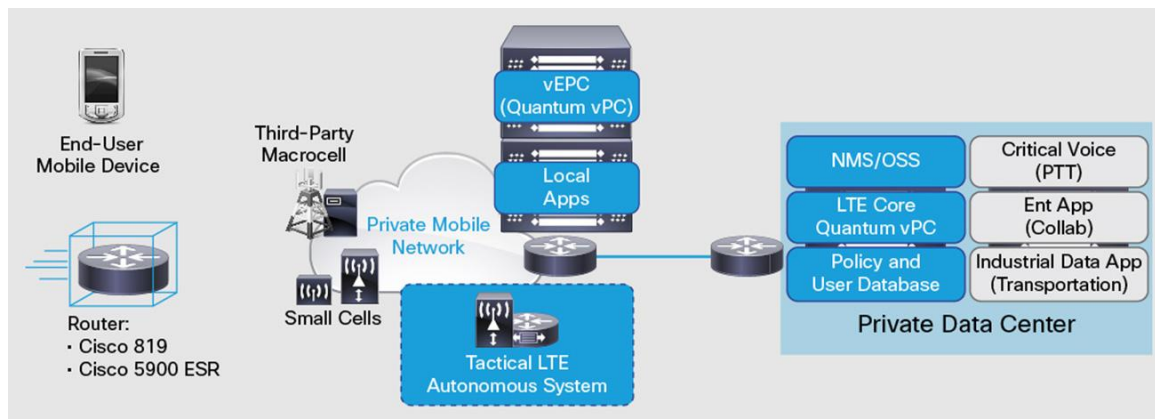 End-User
Mobile Device
Router:
· Cisco 819
· Cisco 5900 ESR
Third-Party
Macrocell
Private Mobile
Network
Small Cells
vEPC
(Quantum vPC)
Local
Apps
Tactical LTE
Autonomous System
NMS/OSS
Critical Voice
(PTT)
LTE Core
Quantum vPC
Ent App
(Collab)
Policy and
User Database
Industrial Data App
(Transportation)
Private Data Center